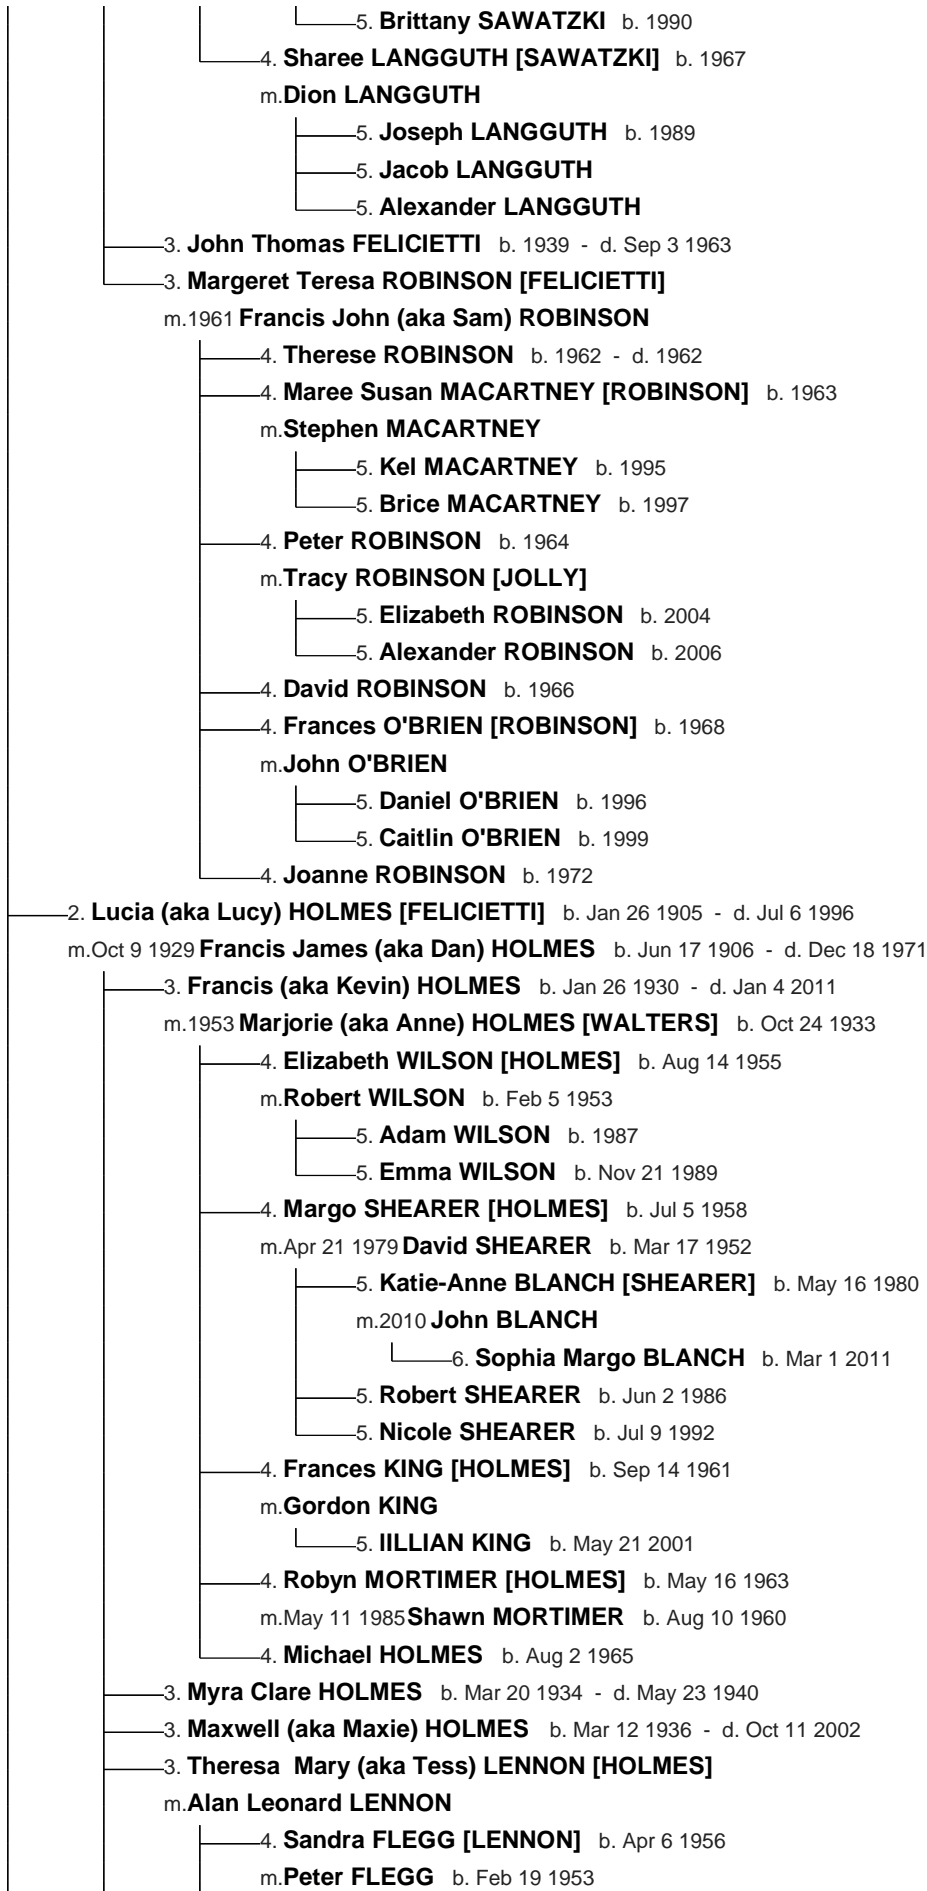 5. Brittany SAWATZKI b. 1990
4. Sharee LANGGUTH [SAWATZKI] b. 1967
m.Dion LANGGUTH
5. Joseph LANGGUTH b. 1989
5. Jacob LANGGUTH
5. Alexander LANGGUTH
3. John Thomas FELICIETTI b. 1939 - d. Sep 3 1963
3. Margeret Teresa ROBINSON [FELICIETTI]
m.1961 Francis John (aka Sam) ROBINSON
4. Therese ROBINSON b. 1962 - d. 1962
4. Maree Susan MACARTNEY [ROBINSON] b. 1963
m.Stephen MACARTNEY
5. Kel MACARTNEY b. 1995
5. Brice MACARTNEY b. 1997
4. Peter ROBINSON b. 1964
m.Tracy ROBINSON [JOLLY]
5. Elizabeth ROBINSON b. 2004
5. Alexander ROBINSON b. 2006
4. David ROBINSON b. 1966
4. Frances O'BRIEN [ROBINSON] b. 1968
m.John O'BRIEN
5. Daniel O'BRIEN b. 1996
5. Caitlin O'BRIEN b. 1999
4. Joanne ROBINSON b. 1972
2. Lucia (aka Lucy) HOLMES [FELICIETTI] b. Jan 26 1905 - d. Jul 6 1996
m.Oct 9 1929 Francis James (aka Dan) HOLMES b. Jun 17 1906 - d. Dec 18 1971
3. Francis (aka Kevin) HOLMES b. Jan 26 1930 - d. Jan 4 2011
m.1953 Marjorie (aka Anne) HOLMES [WALTERS] b. Oct 24 1933
4. Elizabeth WILSON [HOLMES] b. Aug 14 1955
m.Robert WILSON b. Feb 5 1953
5. Adam WILSON b. 1987
5. Emma WILSON b. Nov 21 1989
4. Margo SHEARER [HOLMES] b. Jul 5 1958
m.Apr 21 1979 David SHEARER b. Mar 17 1952
5. Katie-Anne BLANCH [SHEARER] b. May 16 1980
m.2010 John BLANCH
6. Sophia Margo BLANCH b. Mar 1 2011
5. Robert SHEARER b. Jun 2 1986
5. Nicole SHEARER b. Jul 9 1992
4. Frances KING [HOLMES] b. Sep 14 1961
m.Gordon KING
5. IILLIAN KING b. May 21 2001
4. Robyn MORTIMER [HOLMES] b. May 16 1963
m.May 11 1985 Shawn MORTIMER b. Aug 10 1960
4. Michael HOLMES b. Aug 2 1965
3. Myra Clare HOLMES b. Mar 20 1934 - d. May 23 1940
3. Maxwell (aka Maxie) HOLMES b. Mar 12 1936 - d. Oct 11 2002
3. Theresa Mary (aka Tess) LENNON [HOLMES]
m.Alan Leonard LENNON
4. Sandra FLEGG [LENNON] b. Apr 6 1956
m.Peter FLEGG b. Feb 19 1953